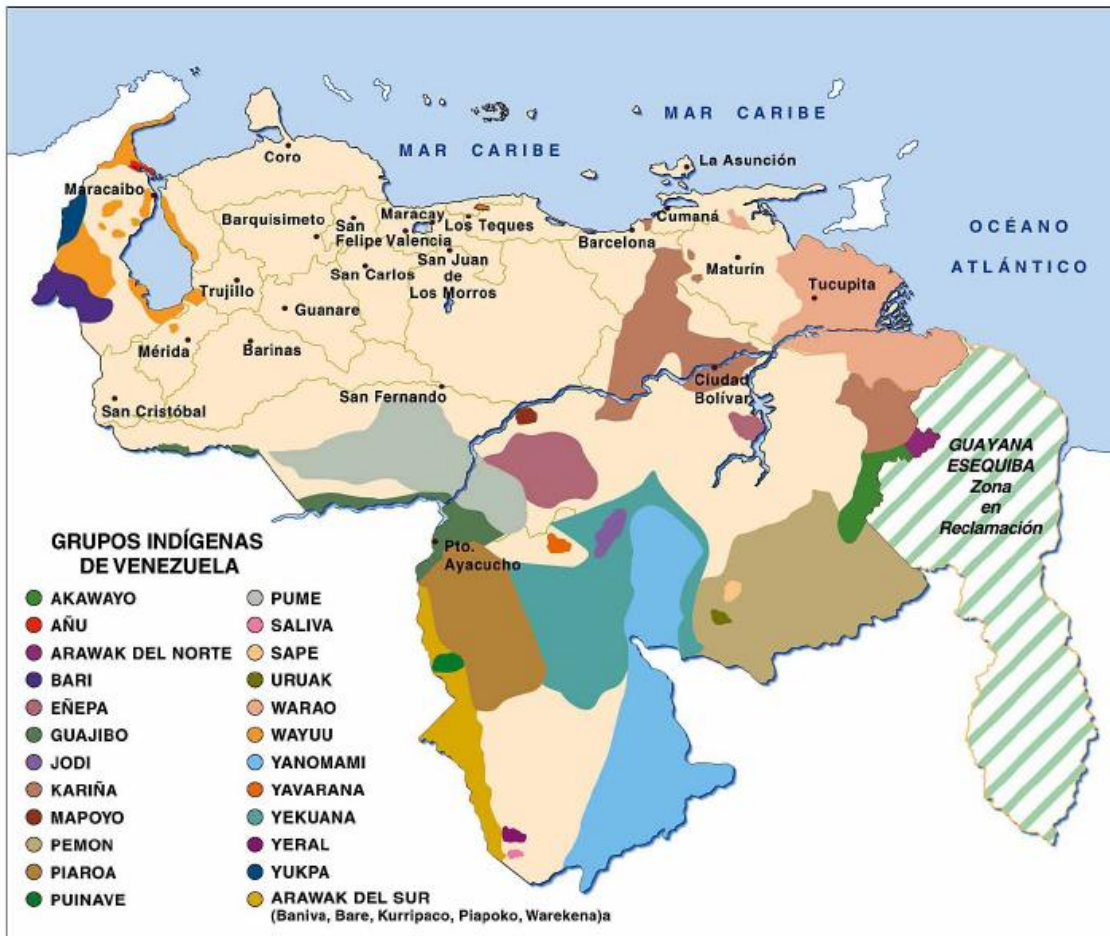 MAR CARIBE
MAR CARIBE
La Asunción
Coro
Maracaibo
Cumaná
Barquisimeto
Maracay
Los Teques
San
Felipe
Valencia
Barcelona
OCÉANO
ATLÁNTICO
San Carlos
San Juan
de
Los Morros
Maturín
Trujillo
Tucupita
Guanare
Mérida
Barinas
Ciudad
Bolívar
San Cristóbal
San Fernando
GUAYANA
ESEQUIBA
Zona
en
Reclamación
Pto.
Ayacucho
GRUPOS INDÍGENAS
DE VENEZUELA
AKAWAYO
AÑU
ARAWAK DEL NORTE
BARI
EÑEPA
GUAJIBO
JODI
KARIÑA
MAPOYO
PEMON
PIAROA
PUINAVE
PUME
SALIVA
SAPE
URUAK
WARAO
WAYUU
YANOMAMI
YAVARANA
YEKUANA
YERAL
YUKPA
ARAWAK DEL SUR
(Baniva, Bare, Kurripaco, Piapoko, Warekena)a